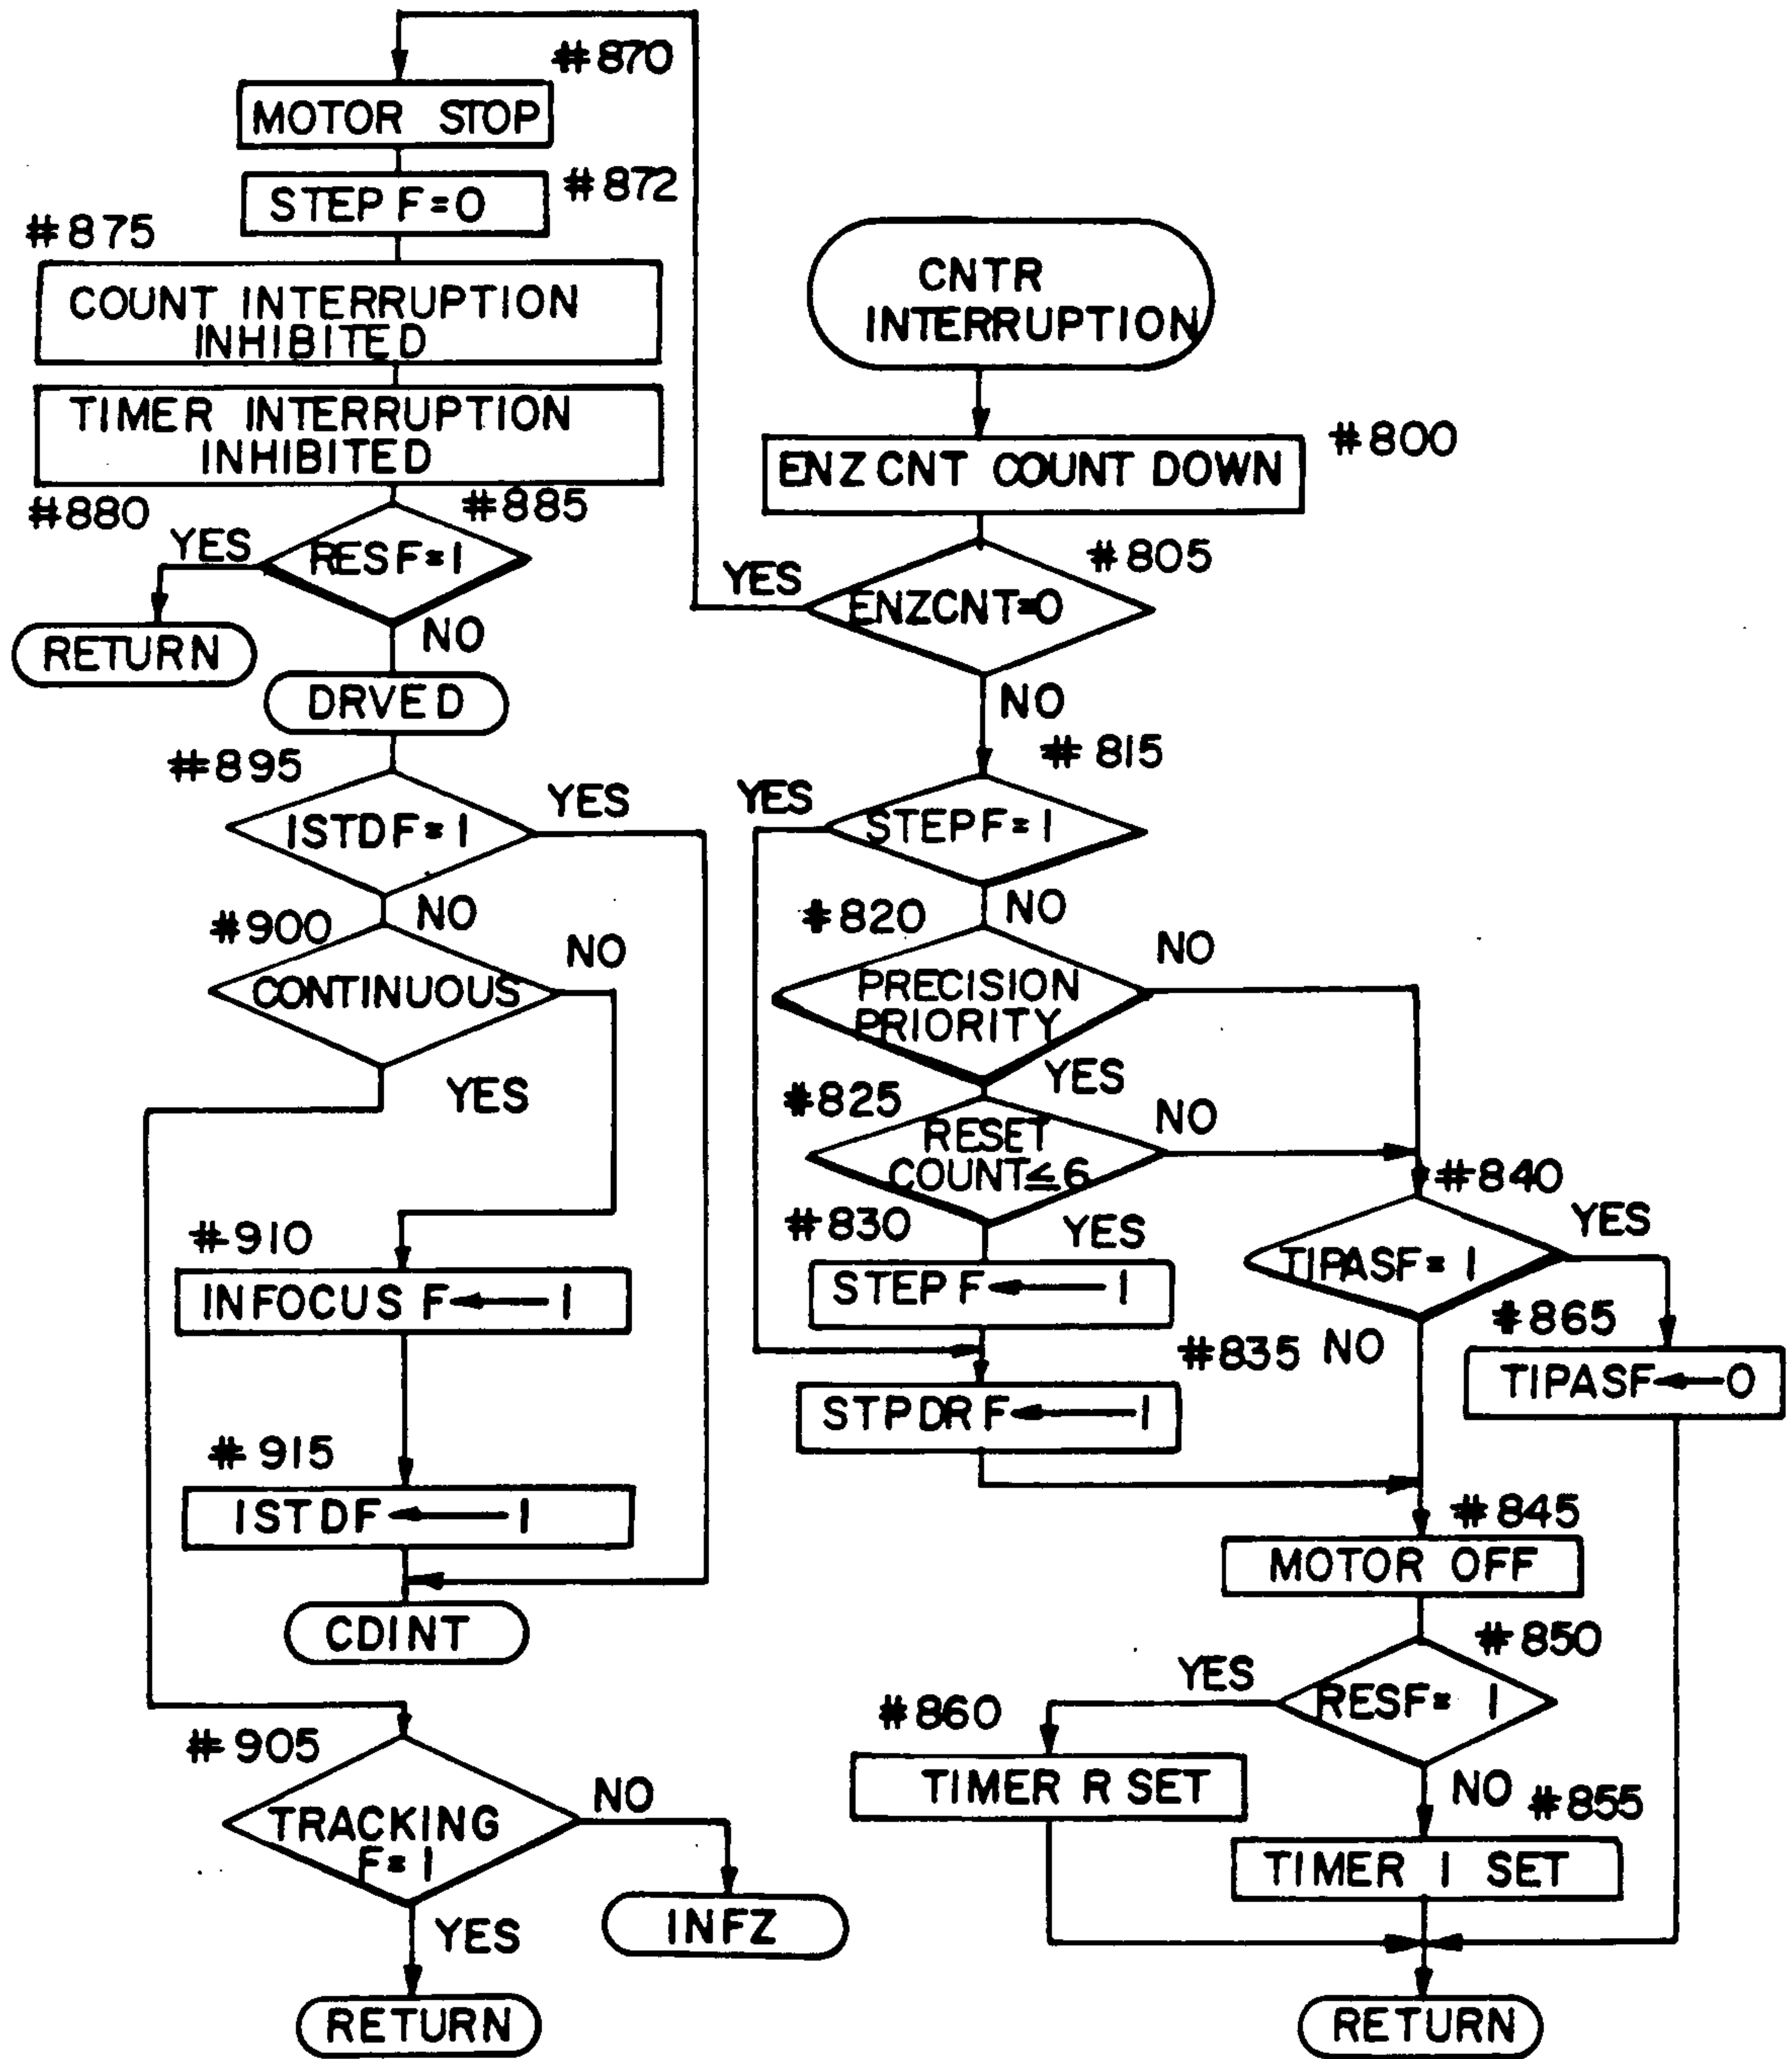 #870
MOTOR STOP
STEP F=0
#872
#875
COUNT INTERRUPTION
INHIBITED
TIMER INTERRUPTION
INHIBITED
#880
#885
YES
RESF=1
RETURN
NO
DRVED
#895
ISTDF=1
YES
NO
#900
NO
CONTINUOUS
YES
#910
INFOCUS F←1
#915
ISTDF←1
CDINT
#905
TRACKING
F=1
NO
INFZ
YES
RETURN
CNTR
INTERRUPTION
#800
ENZCNT COUNT DOWN
#805
YES
ENZCNT=0
NO
#815
YES
STEPF=1
NO
#820
NO
PRECISION
PRIORITY
YES
#825
NO
RESET
COUNT≦6
#830
YES
STEP F←1
#835
STPDR F←1
#840
YES
TIPASF=1
NO
#865
TIPASF←0
#845
MOTOR OFF
#850
YES
RESF=1
#860
TIMER R SET
NO
#855
TIMER I SET
RETURN